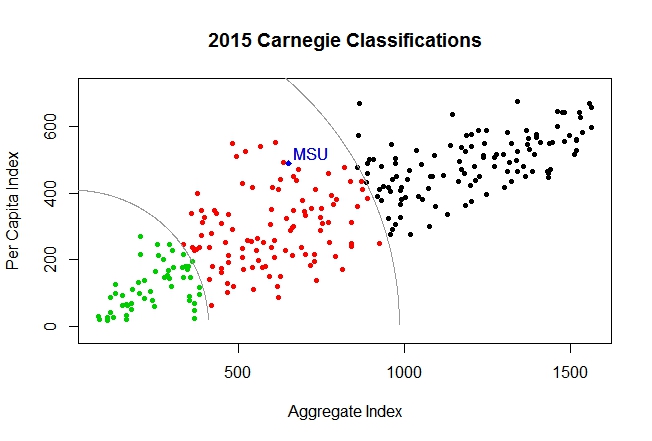 2015 Carnegie Classifications
MSU
Per Capita Index
600
400
200
0
500
1000
1500
Aggregate Index